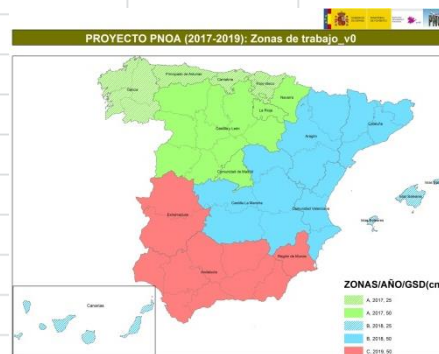 PROYECTO PNOA (2017-2019): Zonas de trabajo_v0
Principado de Asturias
Cantabria
País Vasco
Galicia
Navarra
La Rioja
Castilla y León
Aragón
Cataluña
Comunidad de Madrid
Castilla-La Mancha
Comunidad Valenciana
Islas Baleares
Extremadura
Región de Murcia
Andalucía
Canarias
ZONAS/AÑO/GSD(cm
A, 2017, 25
A, 2017, 50
B, 2018, 25
B, 2018, 50
C, 2019, 50